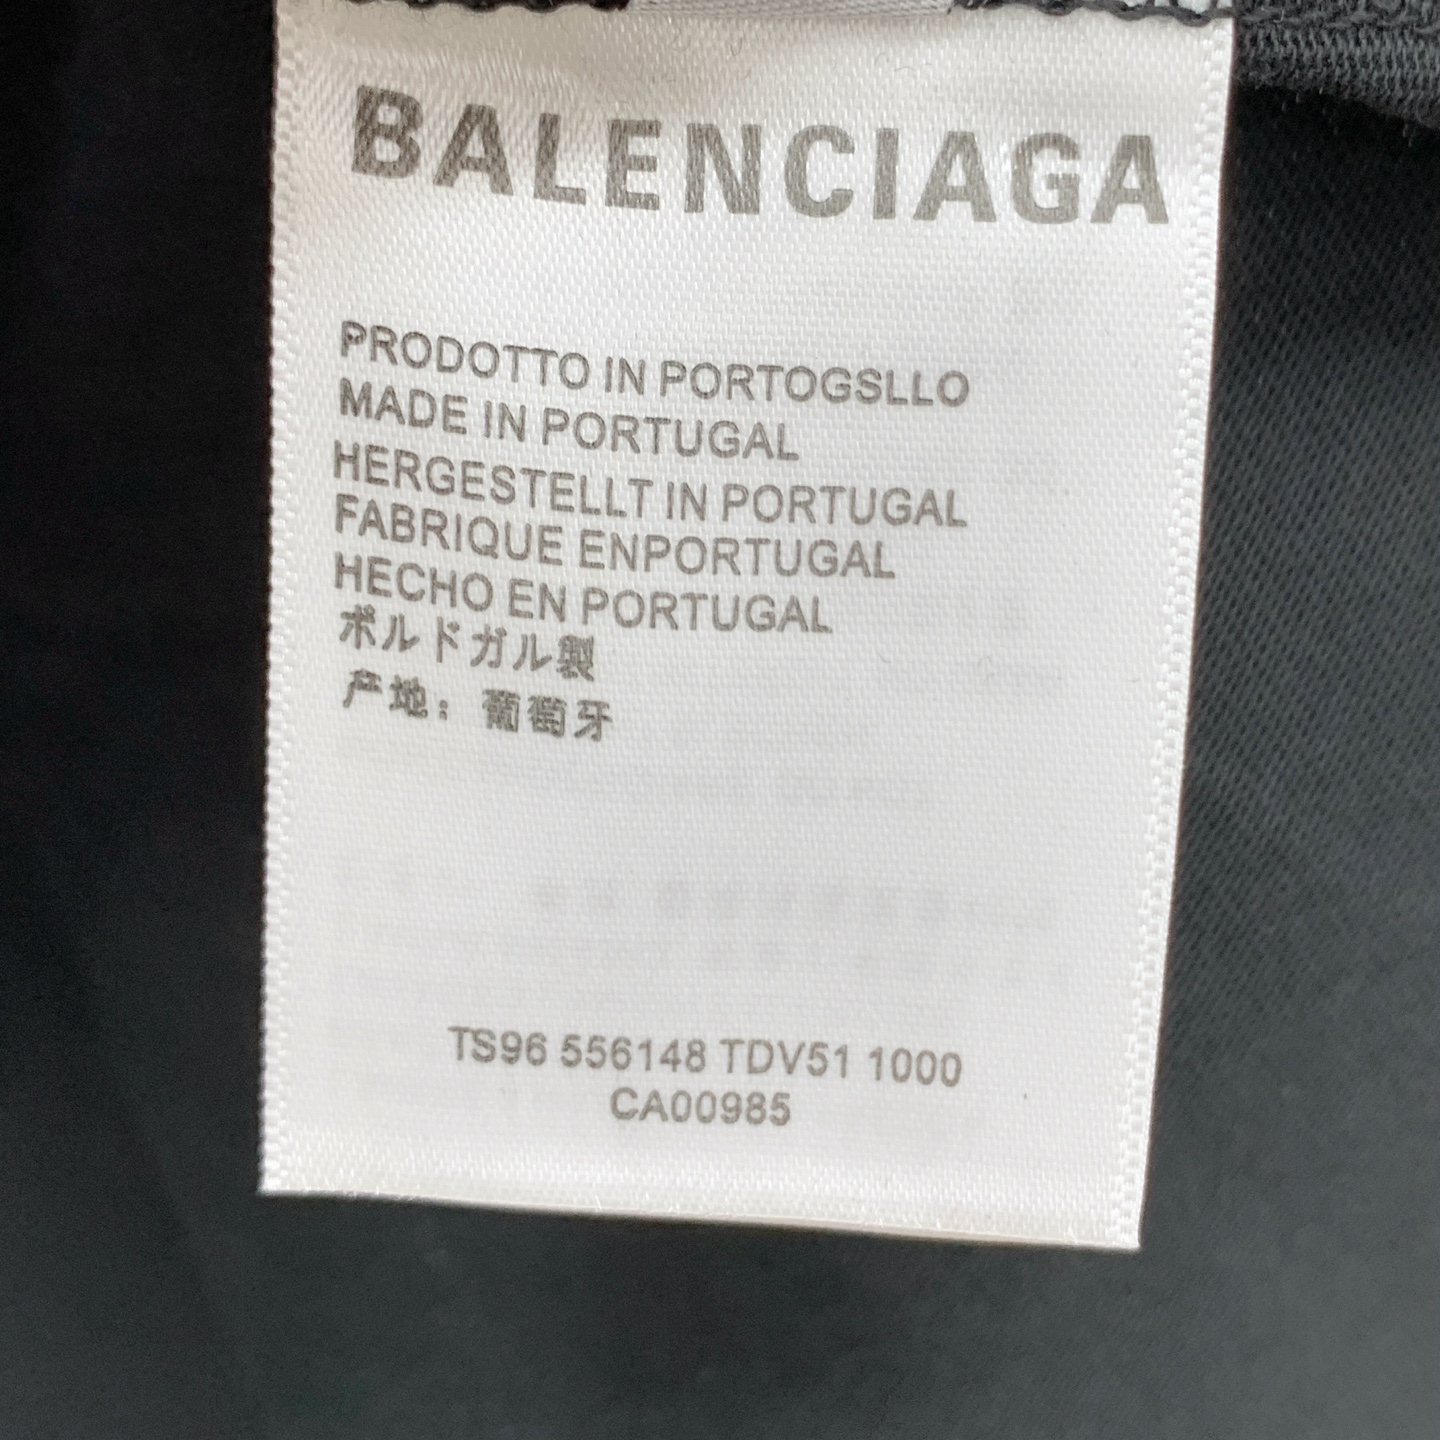 BALENCIAGA
PRODOTTO IN PORTOGSLLO
MADE IN PORTUGAL
HERGESTELLT IN PORTUGAL
FABRIQUE ENPORTUGAL
HECHO EN PORTUGAL
ポルドガル製
产地：葡萄牙
TS96 556148 TDV51 1000
CA00985